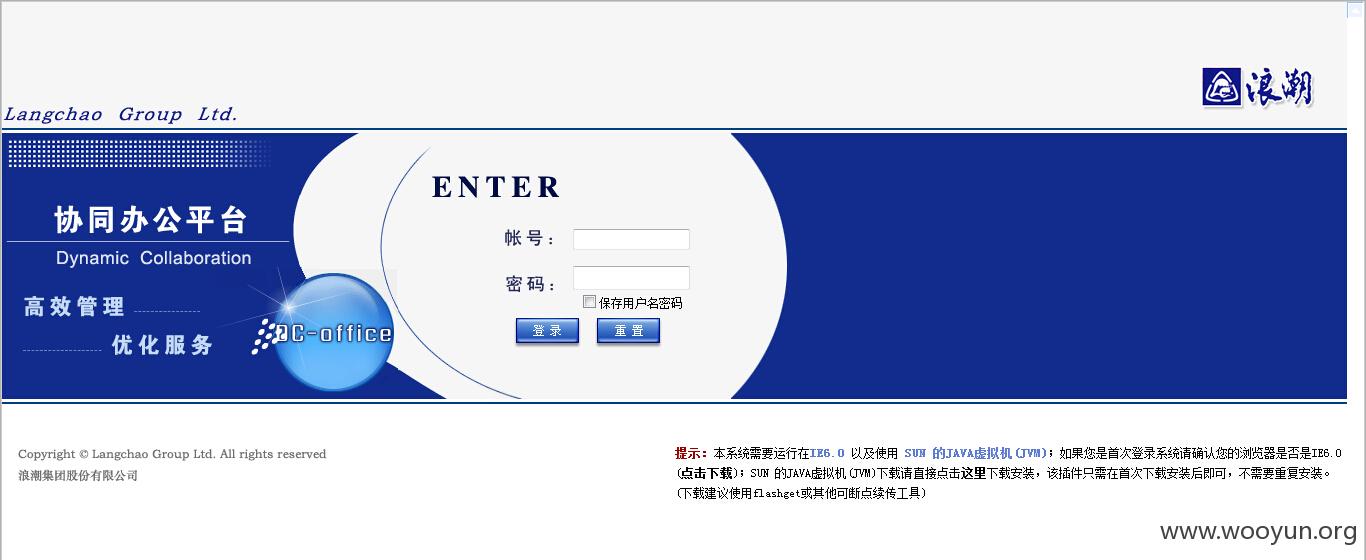 浪潮
Langchao Group Ltd.
ENTER
协同办公平台
Dynamic Collaboration
帐号：
密码：
保存用户名密码
高效管理
优化服务
C-office
登录 重置
Copyright © Langchao Group Ltd. All rights reserved
浪潮集团股份有限公司
提示：本系统需要运行在IE6.0 以及使用 SUN 的JAVA虚拟机(JVM)；如果您是首次登录系统请确认您的浏览器是否是IE6.0
(点击下载)；SUN 的JAVA虚拟机(JVM)下载请直接点击这里下载安装，该插件只需在首次下载安装后即可，不需要重复安装。
(下载建议使用flashget或其他可断点续传工具)
www.wooyun.org